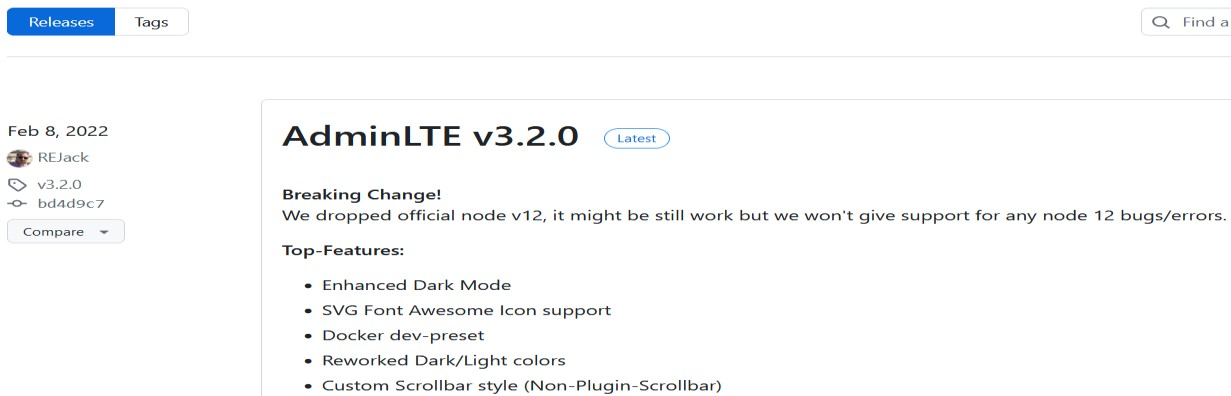 Releases Tags Find a
Feb 8, 2022
REJack
v3.2.0
bd4d9c7
Compare
AdminLTE v3.2.0 Latest
Breaking Change!
We dropped official node v12, it might be still work but we won't give support for any node 12 bugs/errors.
Top-Features:
• Enhanced Dark Mode
• SVG Font Awesome Icon support
• Docker dev-preset
• Reworked Dark/Light colors
• Custom Scrollbar style (Non-Plugin-Scrollbar)